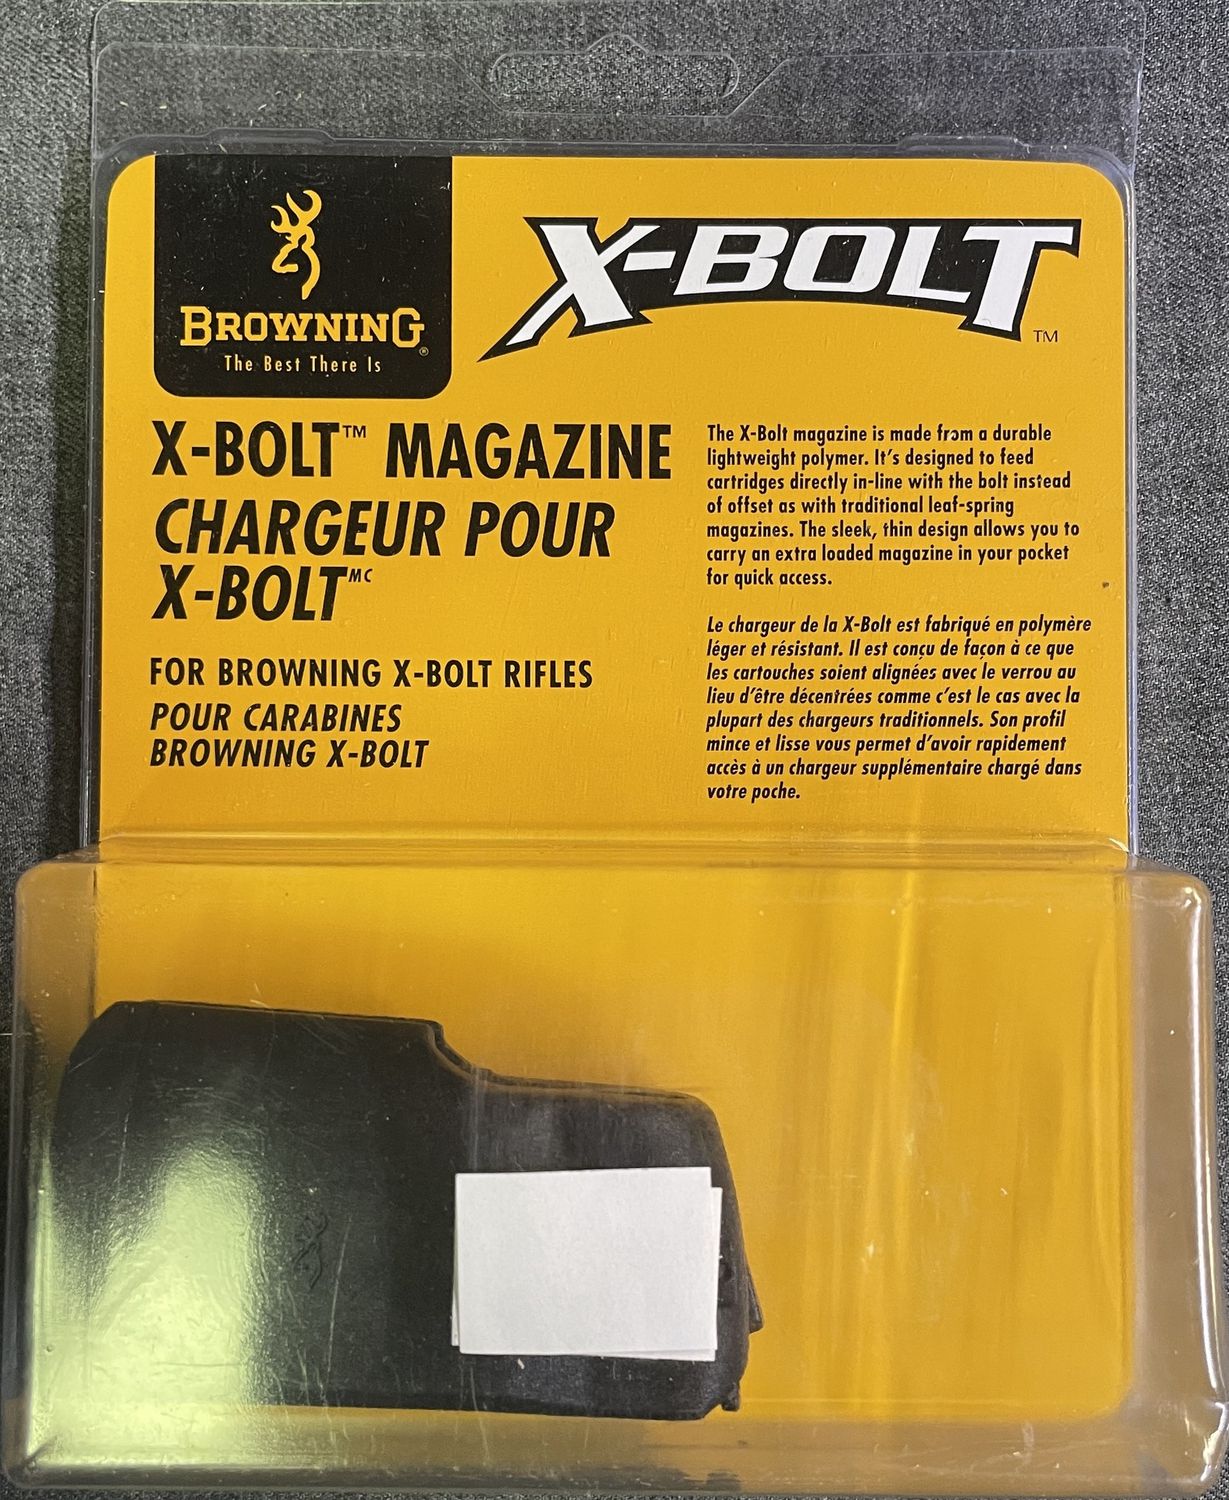 BROWNING®
The Best There Is
X-BOLT™
X-BOLT™ MAGAZINE
CHARGEUR POUR
X-BOLT MC
FOR BROWNING X-BOLT RIFLES
POUR CARABINES
BROWNING X-BOLT
The X-Bolt magazine is made from a durable
lightweight polymer. It's designed to feed
cartridges directly in-line with the bolt instead
of offset as with traditional leaf-spring
magazines. The sleek, thin design allows you to
carry an extra loaded magazine in your pocket
for quick access.
Le chargeur de la X-Bolt est fabriqué en polymère
léger et résistant. Il est conçu de façon à ce que
les cartouches soient alignées avec le verrou au
lieu d'être décentrées comme c'est le cas avec la
plupart des chargeurs traditionnels. Son profil
mince et lisse vous permet d'avoir rapidement
accès à un chargeur supplémentaire chargé dans
votre poche.